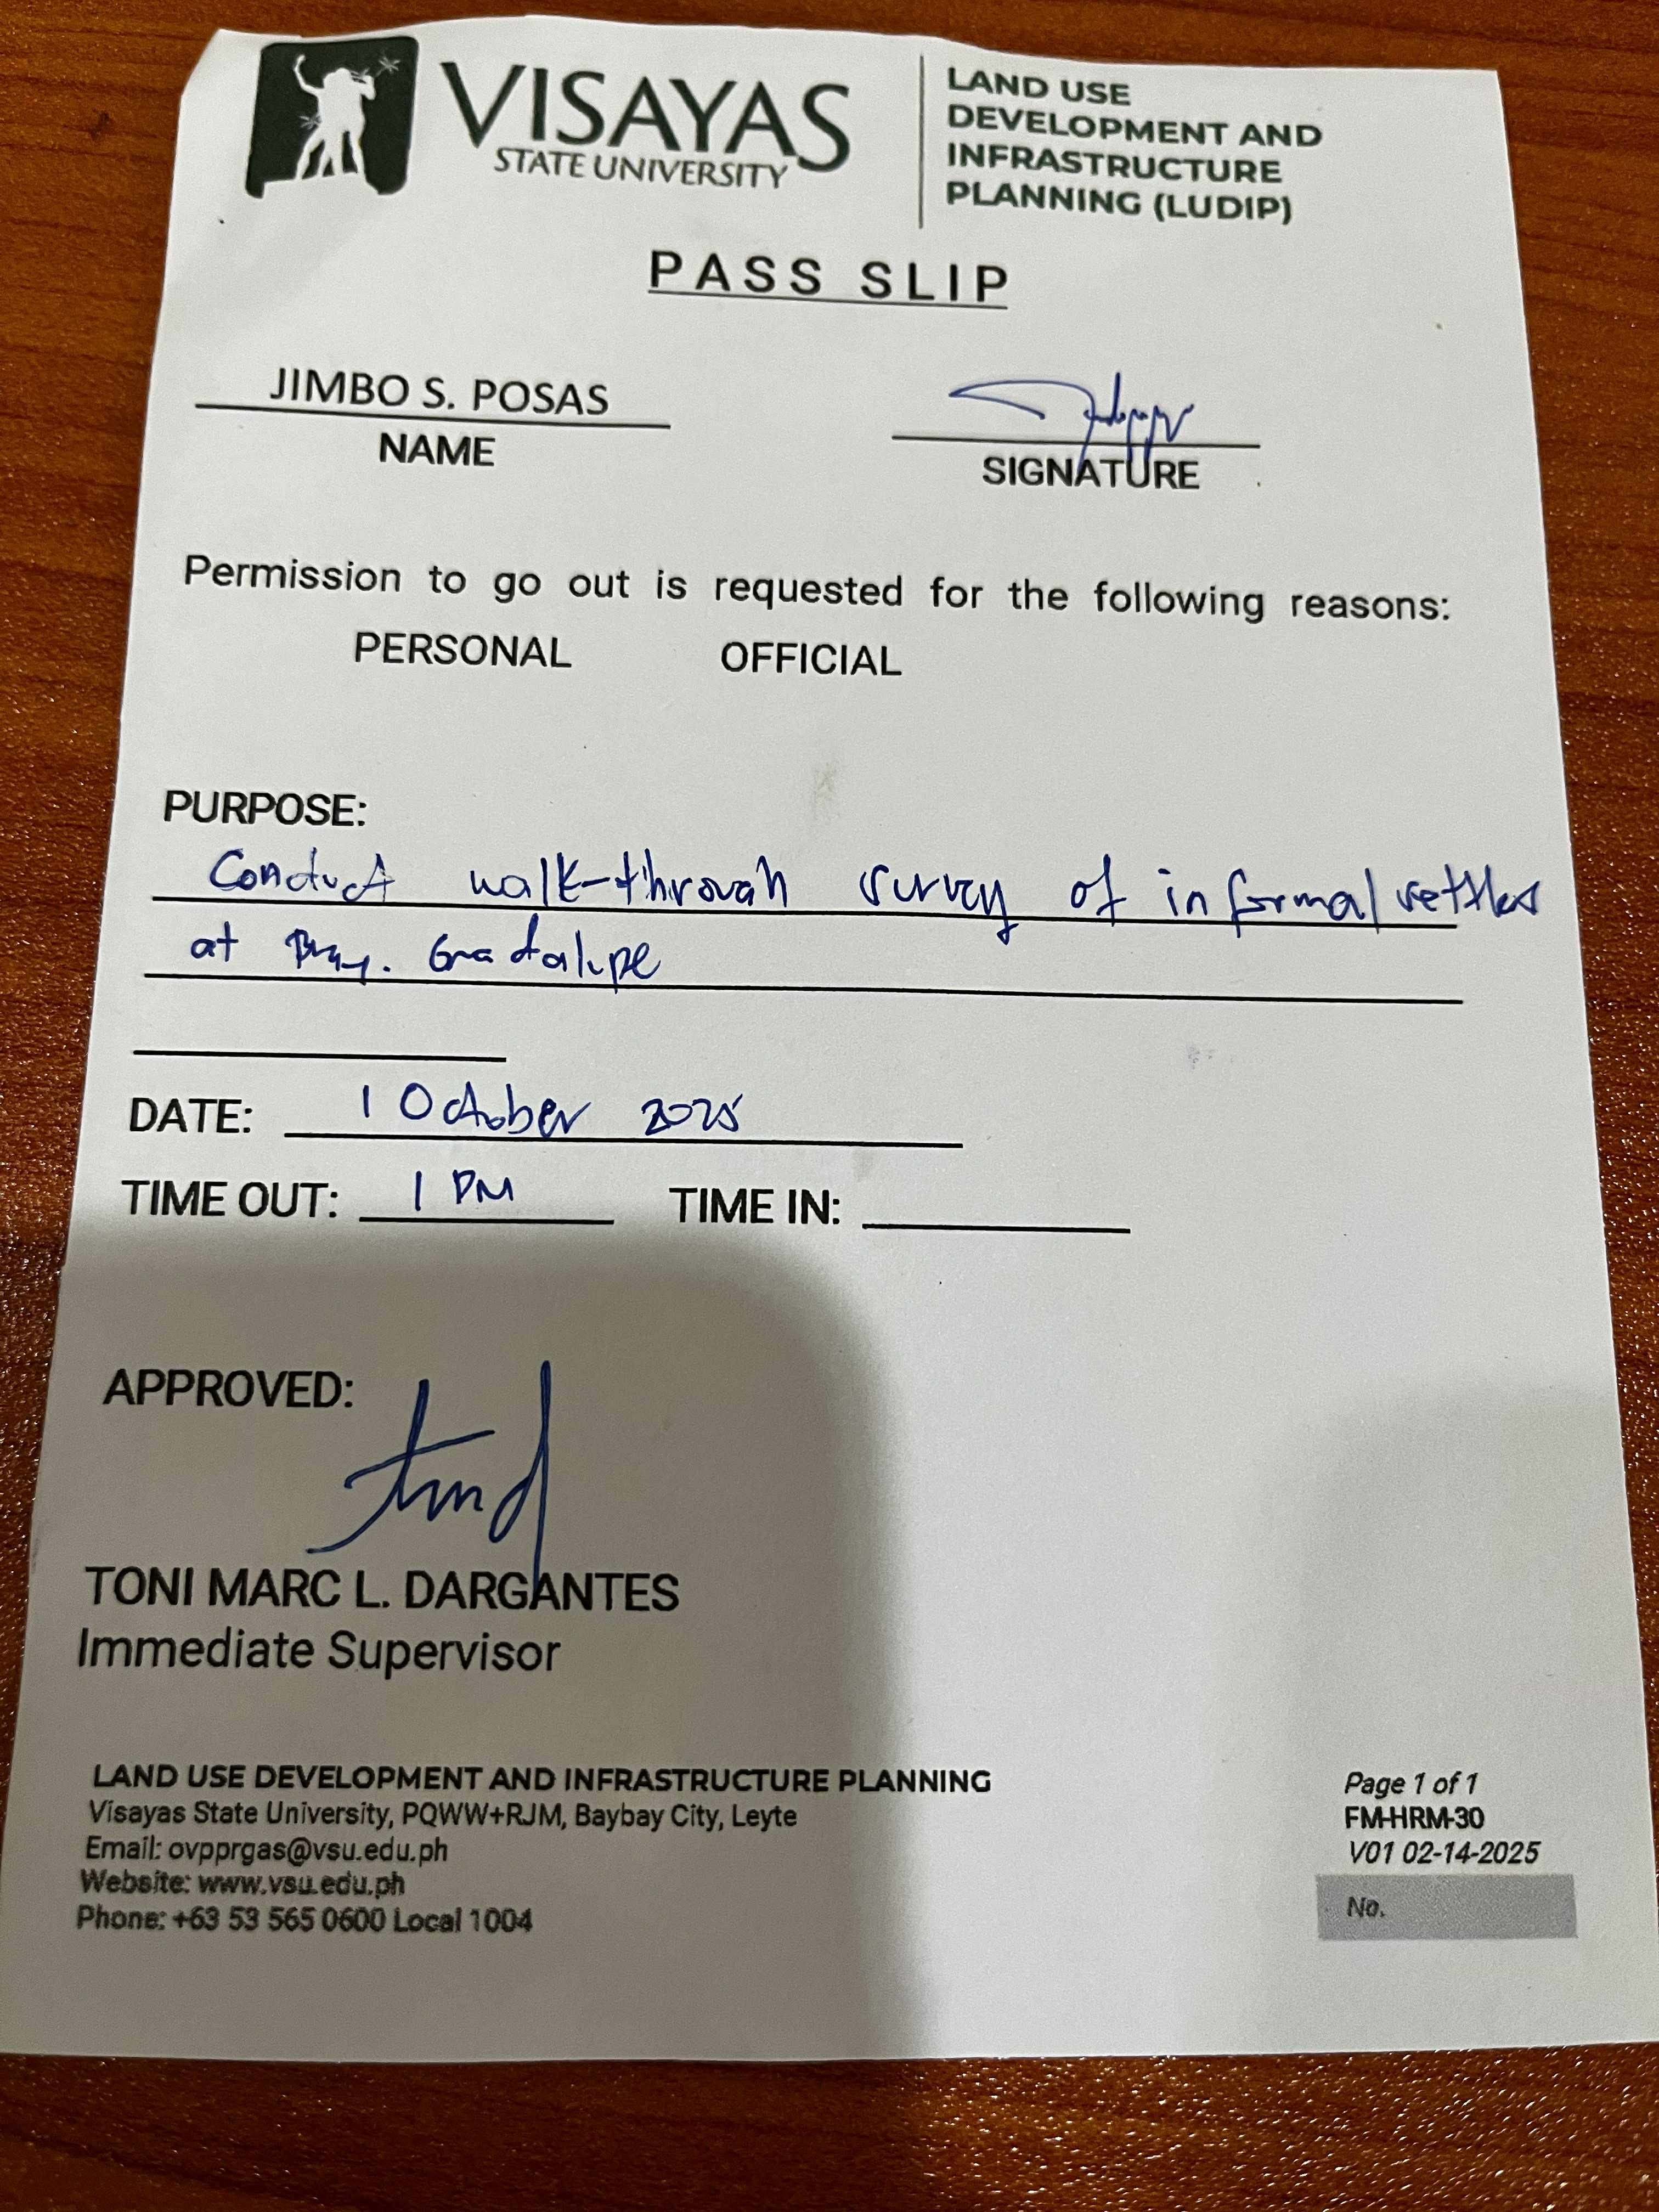 VISAYAS
STATE UNIVERSITY
LAND USE
DEVELOPMENT AND
INFRASTRUCTURE
PLANNING (LUDIP)
PASS SLIP
JIMBO S. POSAS
NAME
SIGNATURE
Permission to go out is requested for the following reasons:
PERSONAL OFFICIAL
PURPOSE:
Conduct walk-through survey of informal settlers
at Brgy. Guadalupe
DATE: 1 October 2025
TIME OUT: 1 PM TIME IN:
APPROVED:
TONI MARC L. DARGANTES
Immediate Supervisor
LAND USE DEVELOPMENT AND INFRASTRUCTURE PLANNING
Visayas State University, PQWW+RJM, Baybay City, Leyte
Email: ovpprgas@vsu.edu.ph
Website: www.vsu.edu.ph
Phone: +63 53 565 0600 Local 1004
Page 1 of 1
FM-HRM-30
V01 02-14-2025
No.